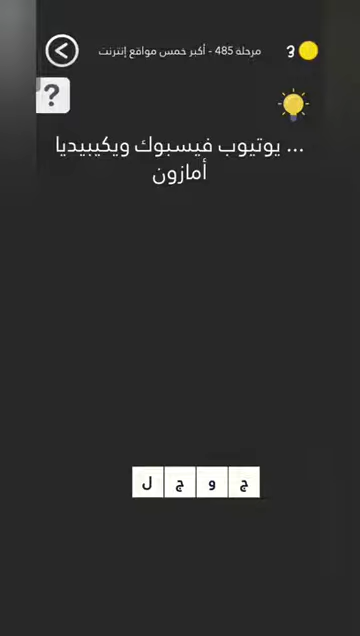 3 مرحلة 485 - أكبر خمس مواقع إنترنت
?
... يوتيوب فيسبوك ويكيبيديا
أمازون
ج و ج ل